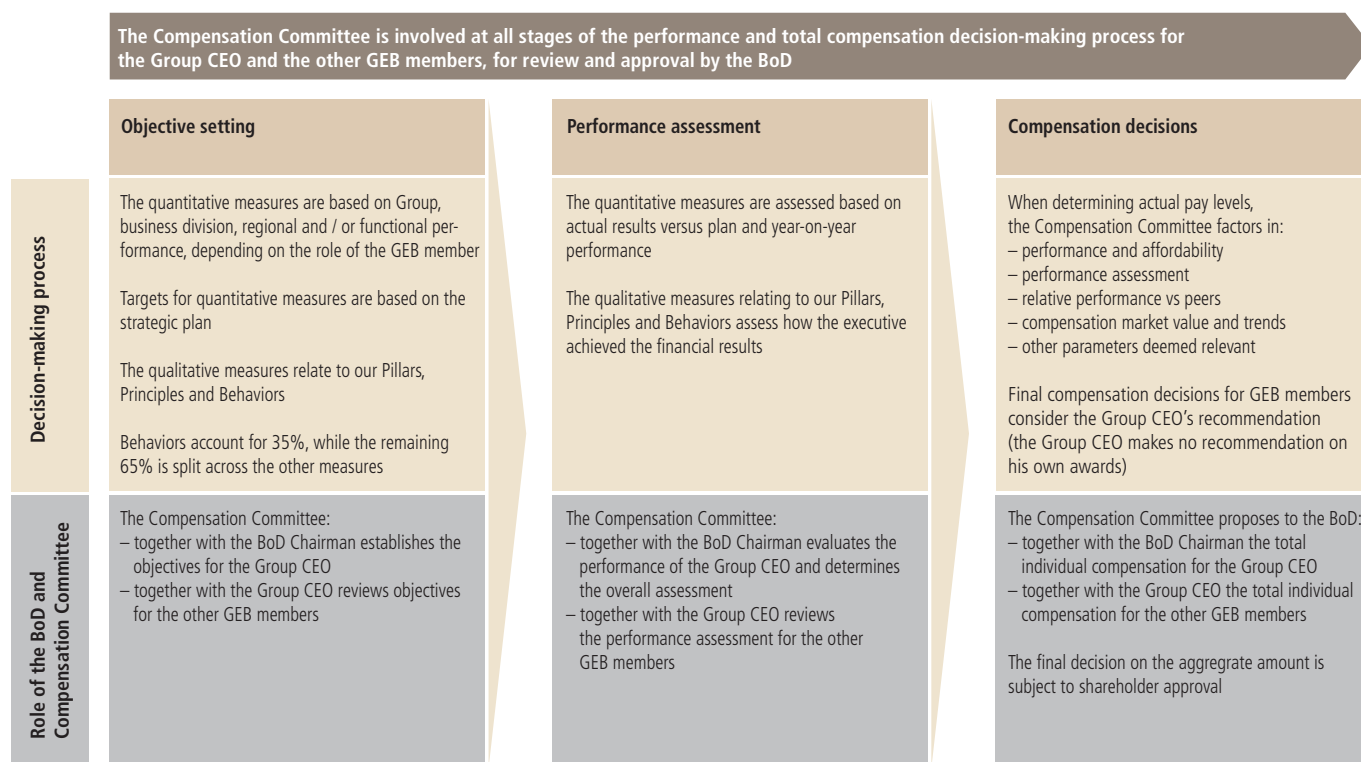 The Compensation Committee is involved at all stages of the performance and total compensation decision-making process for
the Group CEO and the other GEB members, for review and approval by the BoD
Objective setting
Performance assessment
Compensation decisions
Decision-making process
The quantitative measures are based on Group,
business division, regional and / or functional per-
formance, depending on the role of the GEB member
Targets for quantitative measures are based on the
strategic plan
The qualitative measures relate to our Pillars,
Principles and Behaviors
Behaviors account for 35%, while the remaining
65% is split across the other measures
The quantitative measures are assessed based on
actual results versus plan and year-on-year
performance
The qualitative measures relating to our Pillars,
Principles and Behaviors assess how the executive
achieved the financial results
When determining actual pay levels,
the Compensation Committee factors in:
– performance and affordability
– performance assessment
– relative performance vs peers
– compensation market value and trends
– other parameters deemed relevant
Final compensation decisions for GEB members
consider the Group CEO’s recommendation
(the Group CEO makes no recommendation on
his own awards)
Role of the BoD and
Compensation Committee
The Compensation Committee:
– together with the BoD Chairman establishes the
objectives for the Group CEO
– together with the Group CEO reviews objectives
for the other GEB members
The Compensation Committee:
– together with the BoD Chairman evaluates the
performance of the Group CEO and determines
the overall assessment
– together with the Group CEO reviews
the performance assessment for the other
GEB members
The Compensation Committee proposes to the BoD:
– together with the BoD Chairman the total
individual compensation for the Group CEO
– together with the Group CEO the total individual
compensation for the other GEB members
The final decision on the aggregrate amount is
subject to shareholder approval